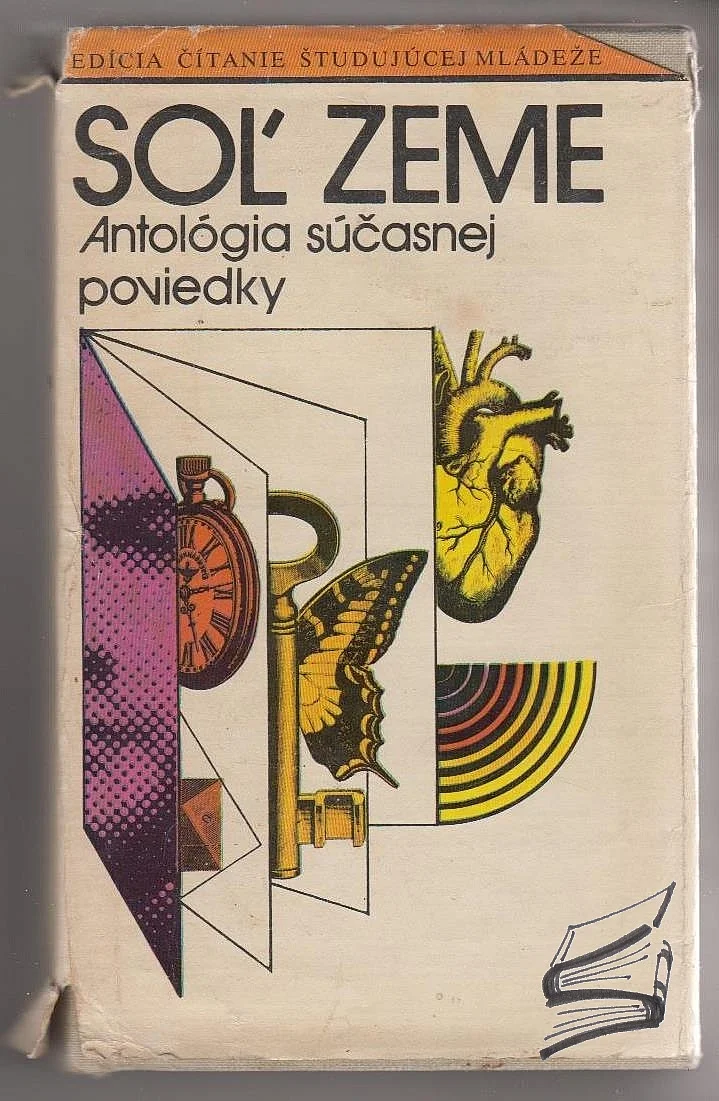 EDÍCIA ČÍTANIE ŠTUDUJÚCEJ MLÁDEŽE
SOĽ ZEME
Antológia súčasnej
poviedky